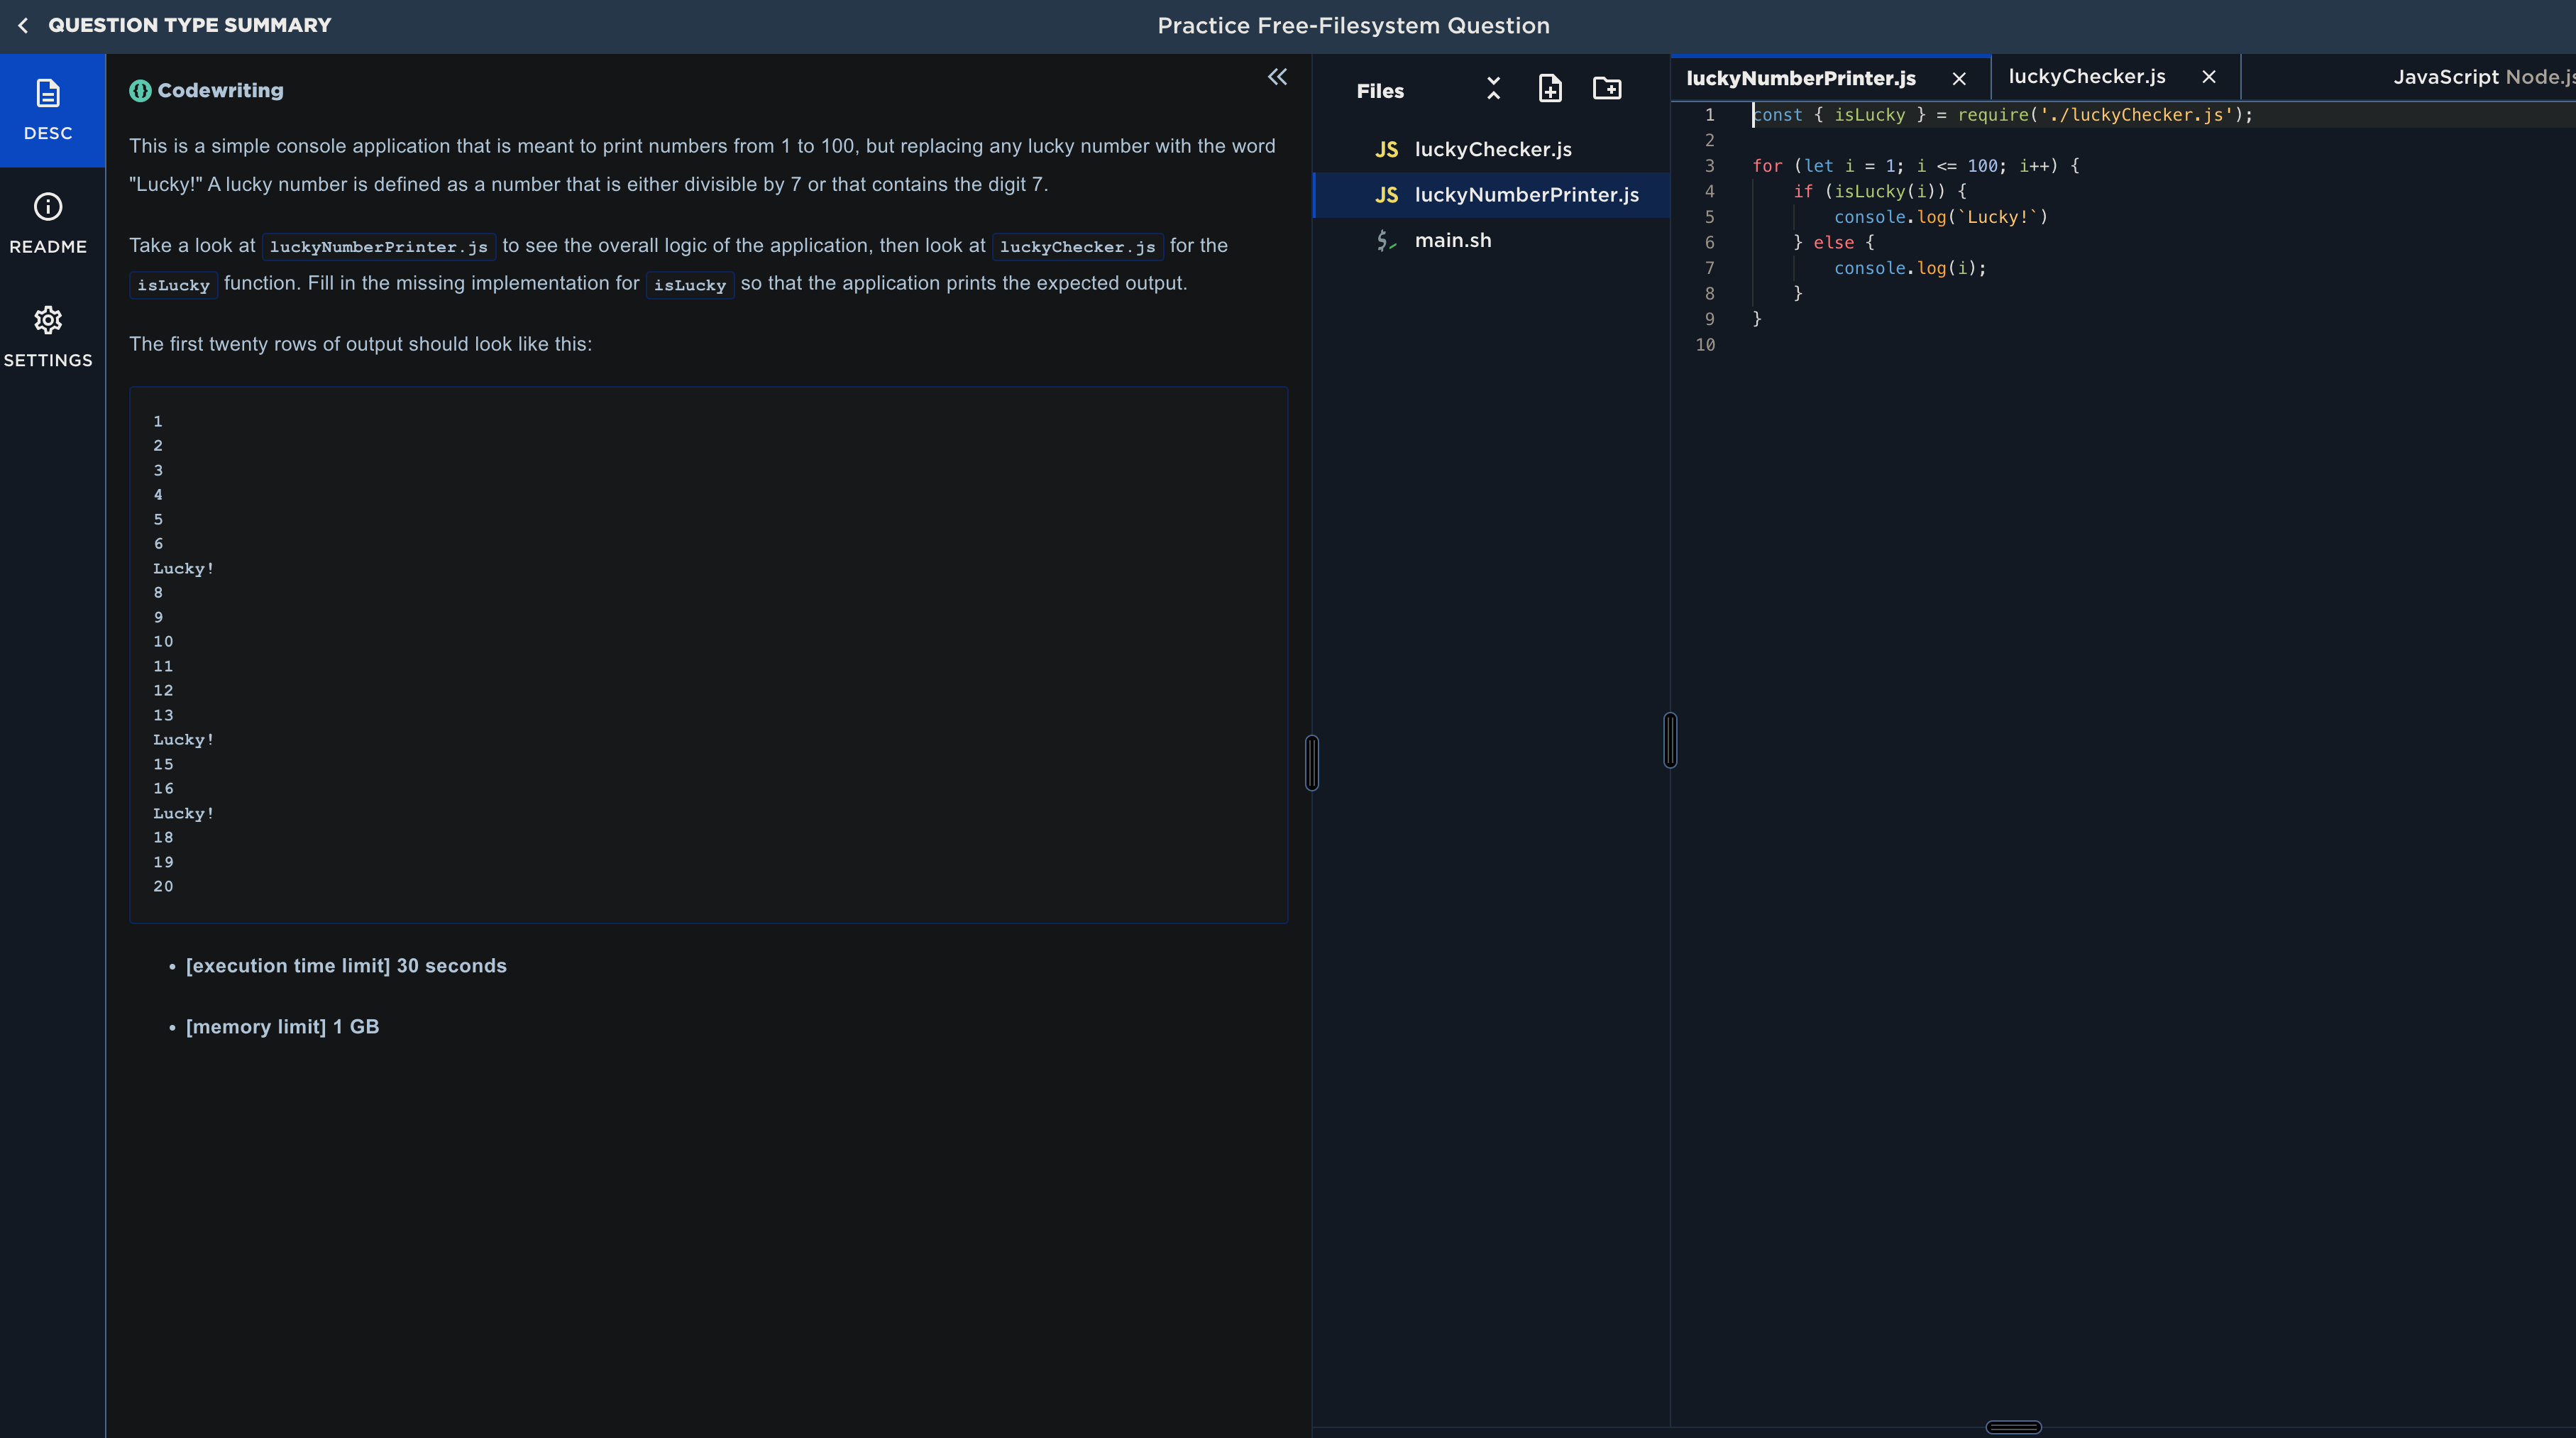 QUESTION TYPE SUMMARY
Practice Free-Filesystem Question
DESC
README
SETTINGS
Codewriting
This is a simple console application that is meant to print numbers from 1 to 100, but replacing any lucky number with the word
"Lucky!" A lucky number is defined as a number that is either divisible by 7 or that contains the digit 7.
Take a look at luckyNumberPrinter.js to see the overall logic of the application, then look at luckyChecker.js for the
isLucky function. Fill in the missing implementation for isLucky so that the application prints the expected output.
The first twenty rows of output should look like this:
1
2
3
4
5
6
Lucky!
8
9
10
11
12
13
Lucky!
15
16
Lucky!
18
19
20
• [execution time limit] 30 seconds
• [memory limit] 1 GB
Files
JS luckyChecker.js
JS luckyNumberPrinter.js
$ main.sh
luckyNumberPrinter.js
luckyChecker.js
JavaScript Node.js
1 const { isLucky } = require('./luckyChecker.js');
2
3 for (let i = 1; i <= 100; i++) {
4     if (isLucky(i)) {
5         console.log(`Lucky!`)
6     } else {
7         console.log(i);
8     }
9 }
10